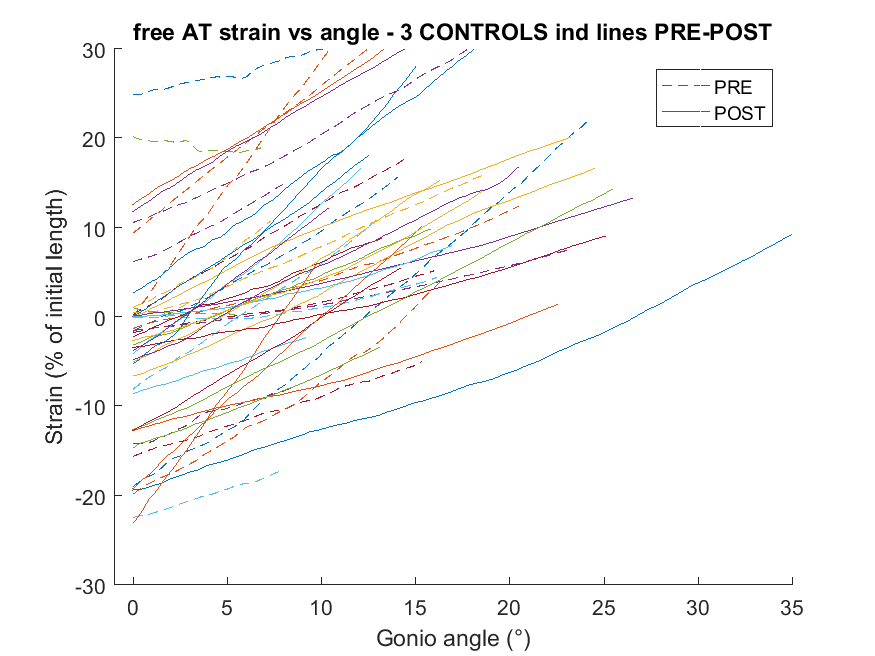 free AT strain vs angle - 3 CONTROLS ind lines PRE-POST
30
20
10
0
-10
-20
-30
Strain (% of initial length)
PRE
POST
0 5 10 15 20 25 30 35
Gonio angle (°)